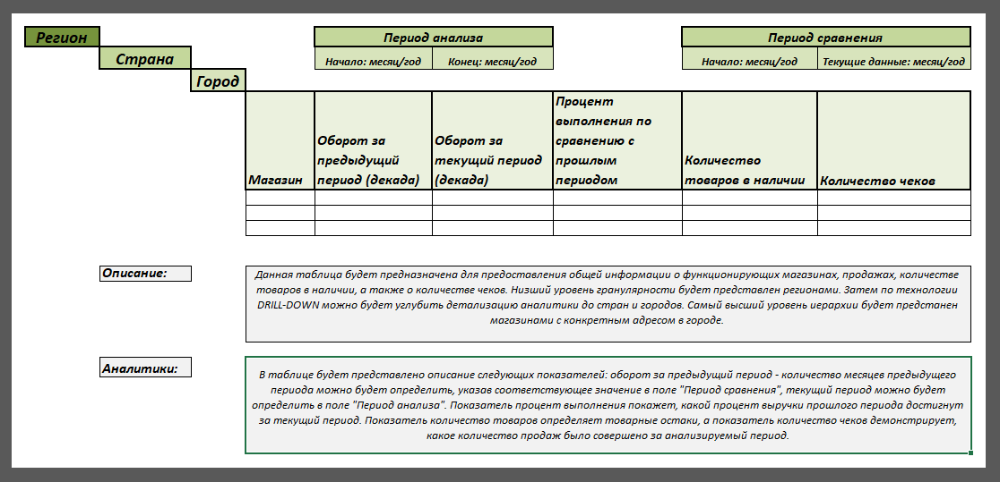 Регион
Период анализа
Период сравнения
Страна
Начало: месяц/год
Конец: месяц/год
Начало: месяц/год
Текущие данные: месяц/год
Город
Магазин
Оборот за
предыдущий
период (декада)
Оборот за
текущий период
(декада)
Процент
выполнения по
сравнению с
прошлым
периодом
Количество
товаров в наличии
Количество чеков
Описание:
Данная таблица будет предназначена для предоставления общей информации о функционирующих магазинах, продажах, количестве
товаров в наличии, а также о количестве чеков. Низший уровень гранулярности будет представлен регионами. Затем по технологии
DRILL-DOWN можно будет углубить детализацию аналитики до стран и городов. Самый высший уровень иерархии будет предстанен
магазинами с конкретным адресом в городе.
Аналитики:
В таблице будет представлено описание следующих показателей: оборот за предыдущий период - количество месяцев предыдущего
периода можно будет определить, указав соответствующее значение в поле "Период сравнения", текущий период можно будет
определить в поле "Период анализа". Показатель процент выполнения покажет, какой процент выручки прошлого периода достигнут
за текущий период. Показатель количество товаров определяет товарные остаки, а показатель количество чеков демонстрирует,
какое количество продаж было совершено за анализируемый период.